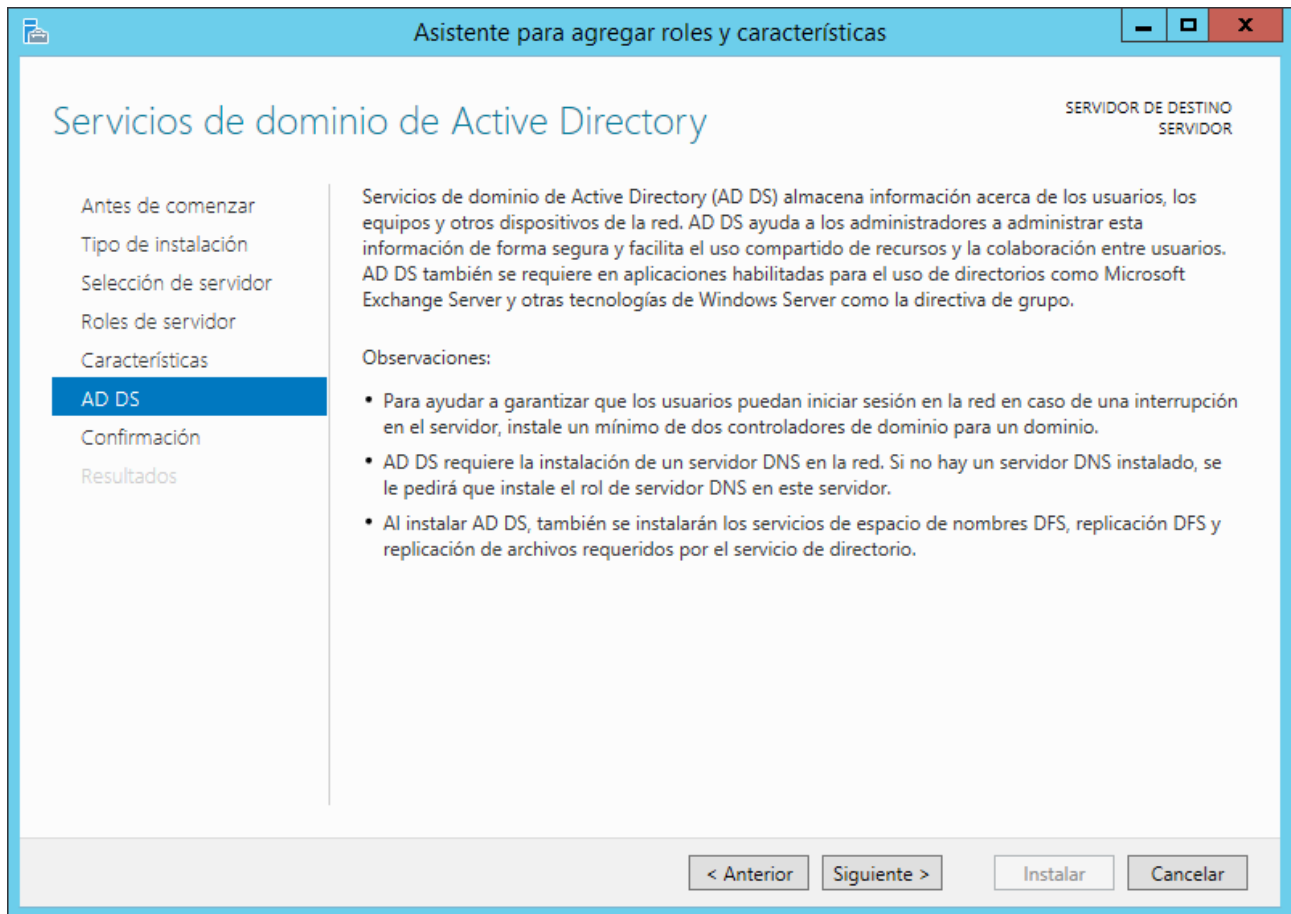 Asistente para agregar roles y características
Servicios de dominio de Active Directory
SERVIDOR DE DESTINO
SERVIDOR
Antes de comenzar
Tipo de instalación
Selección de servidor
Roles de servidor
Características
AD DS
Confirmación
Resultados
Servicios de dominio de Active Directory (AD DS) almacena información acerca de los usuarios, los
equipos y otros dispositivos de la red. AD DS ayuda a los administradores a administrar esta
información de forma segura y facilita el uso compartido de recursos y la colaboración entre usuarios.
AD DS también se requiere en aplicaciones habilitadas para el uso de directorios como Microsoft
Exchange Server y otras tecnologías de Windows Server como la directiva de grupo.
Observaciones:
• Para ayudar a garantizar que los usuarios puedan iniciar sesión en la red en caso de una interrupción
en el servidor, instale un mínimo de dos controladores de dominio para un dominio.
• AD DS requiere la instalación de un servidor DNS en la red. Si no hay un servidor DNS instalado, se
le pedirá que instale el rol de servidor DNS en este servidor.
• Al instalar AD DS, también se instalarán los servicios de espacio de nombres DFS, replicación DFS y
replicación de archivos requeridos por el servicio de directorio.
< Anterior
Siguiente >
Instalar
Cancelar